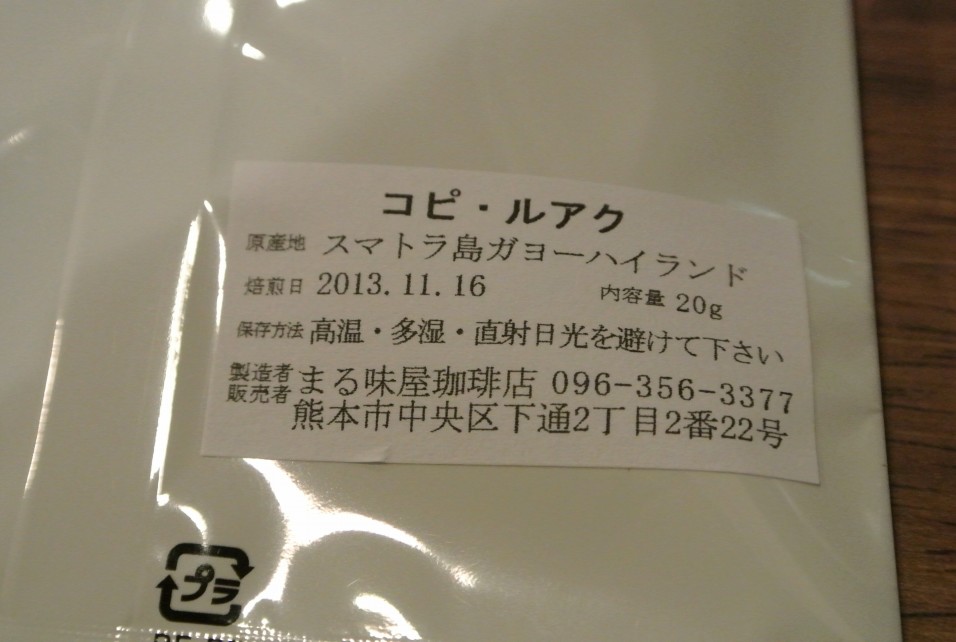 コピ・ルアク
原産地 スマトラ島ガヨーハイランド
焙煎日 2013.11.16 内容量 20g
保存方法 高温・多湿・直射日光を避けて下さい
製造者
販売者 まる味屋珈琲店 096-356-3377
熊本市中央区下通2丁目2番22号
プラ